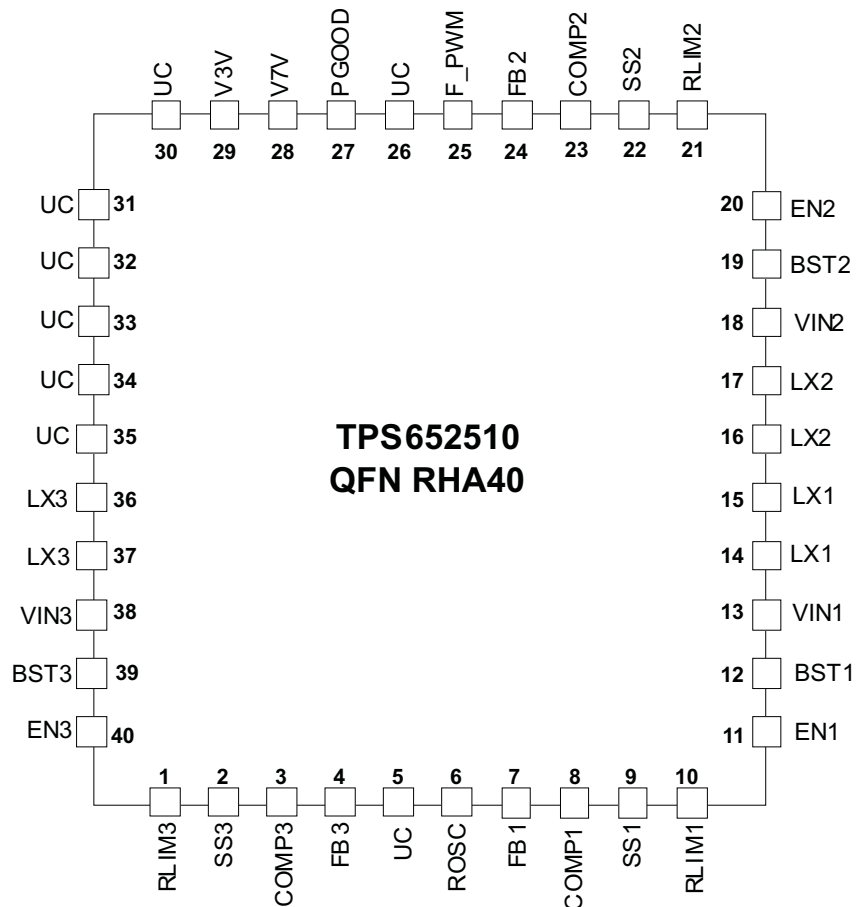 UC V3V V7V PGOOD UC F_PWM FB2 COMP2 SS2 RLIM2
30 29 28 27 26 25 24 23 22 21
UC 31 20 EN2
UC 32 19 BST2
UC 33 18 VIN2
UC 34 17 LX2
UC 35 16 LX2
TPS652510
QFN RHA40
LX3 36 15 LX1
LX3 37 14 LX1
VIN3 38 13 VIN1
BST3 39 12 BST1
EN3 40 11 EN1
1 2 3 4 5 6 7 8 9 10
RLIM3 SS3 COMP3 FB3 UC ROSC FB1 COMP1 SS1 RLIM1